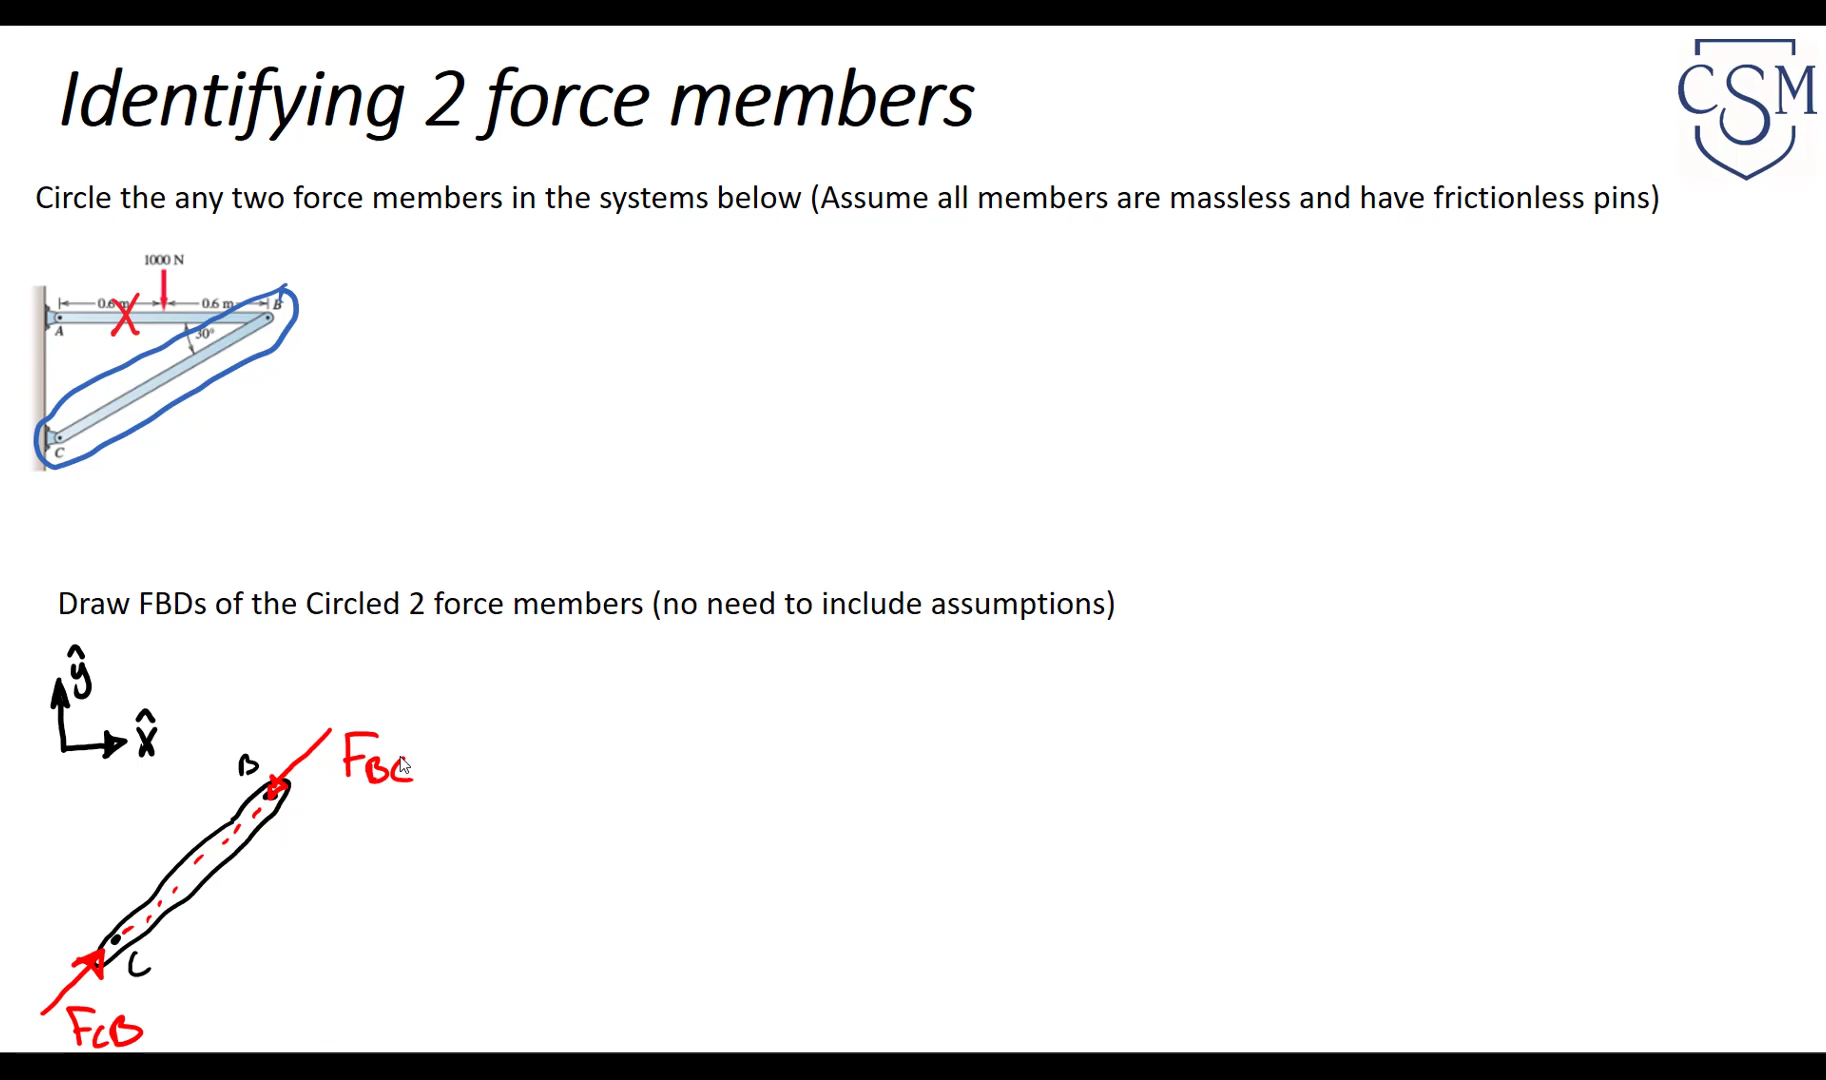 Identifying 2 force members
CSM
Circle the any two force members in the systems below (Assume all members are massless and have frictionless pins)
1000 N
0.6 m 0.6 m B
A 30°
C
Draw FBDs of the Circled 2 force members (no need to include assumptions)
ŷ
x̂
B FBC
C
FCB